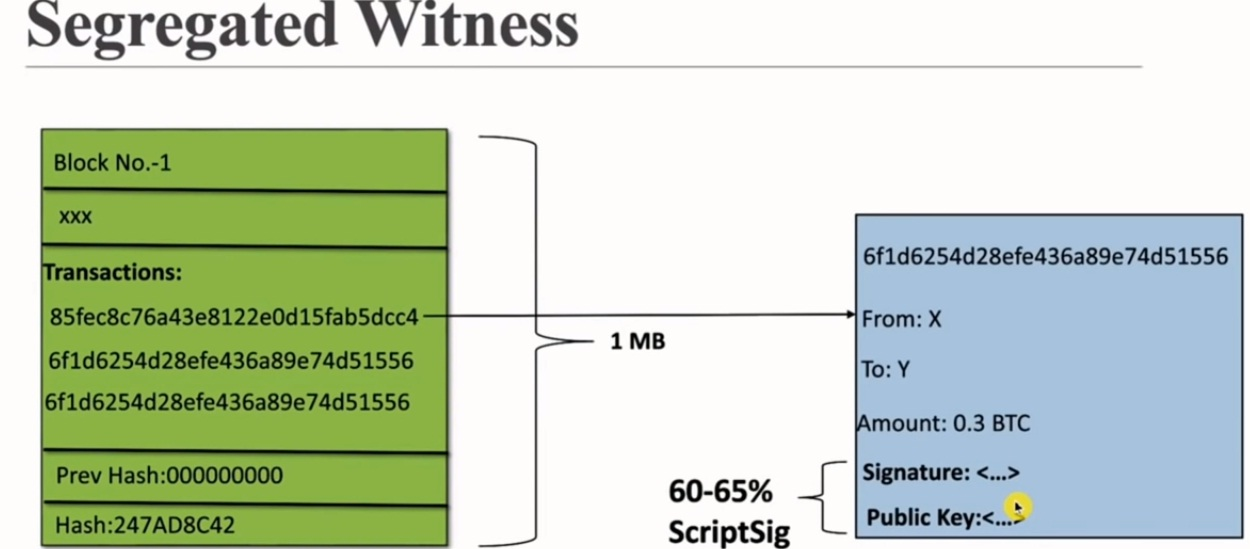 Segregated Witness
Block No.-1
xxx
Transactions:
85fec8c76a43e8122e0d15fab5dcc4
6f1d6254d28efe436a89e74d51556
6f1d6254d28efe436a89e74d51556
Prev Hash:000000000
Hash:247AD8C42
1 MB
6f1d6254d28efe436a89e74d51556
From: X
To: Y
Amount: 0.3 BTC
Signature: <...>
Public Key:<...>
60-65%
ScriptSig